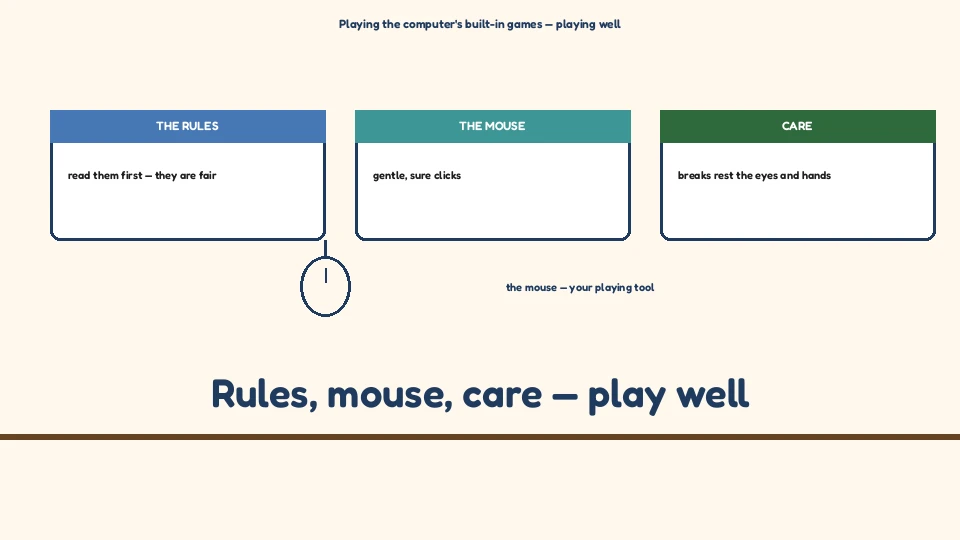 Playing the computer's built-in games — playing well
THE RULES
read them first — they are fair
THE MOUSE
gentle, sure clicks
CARE
breaks rest the eyes and hands
the mouse — your playing tool
Rules, mouse, care — play well